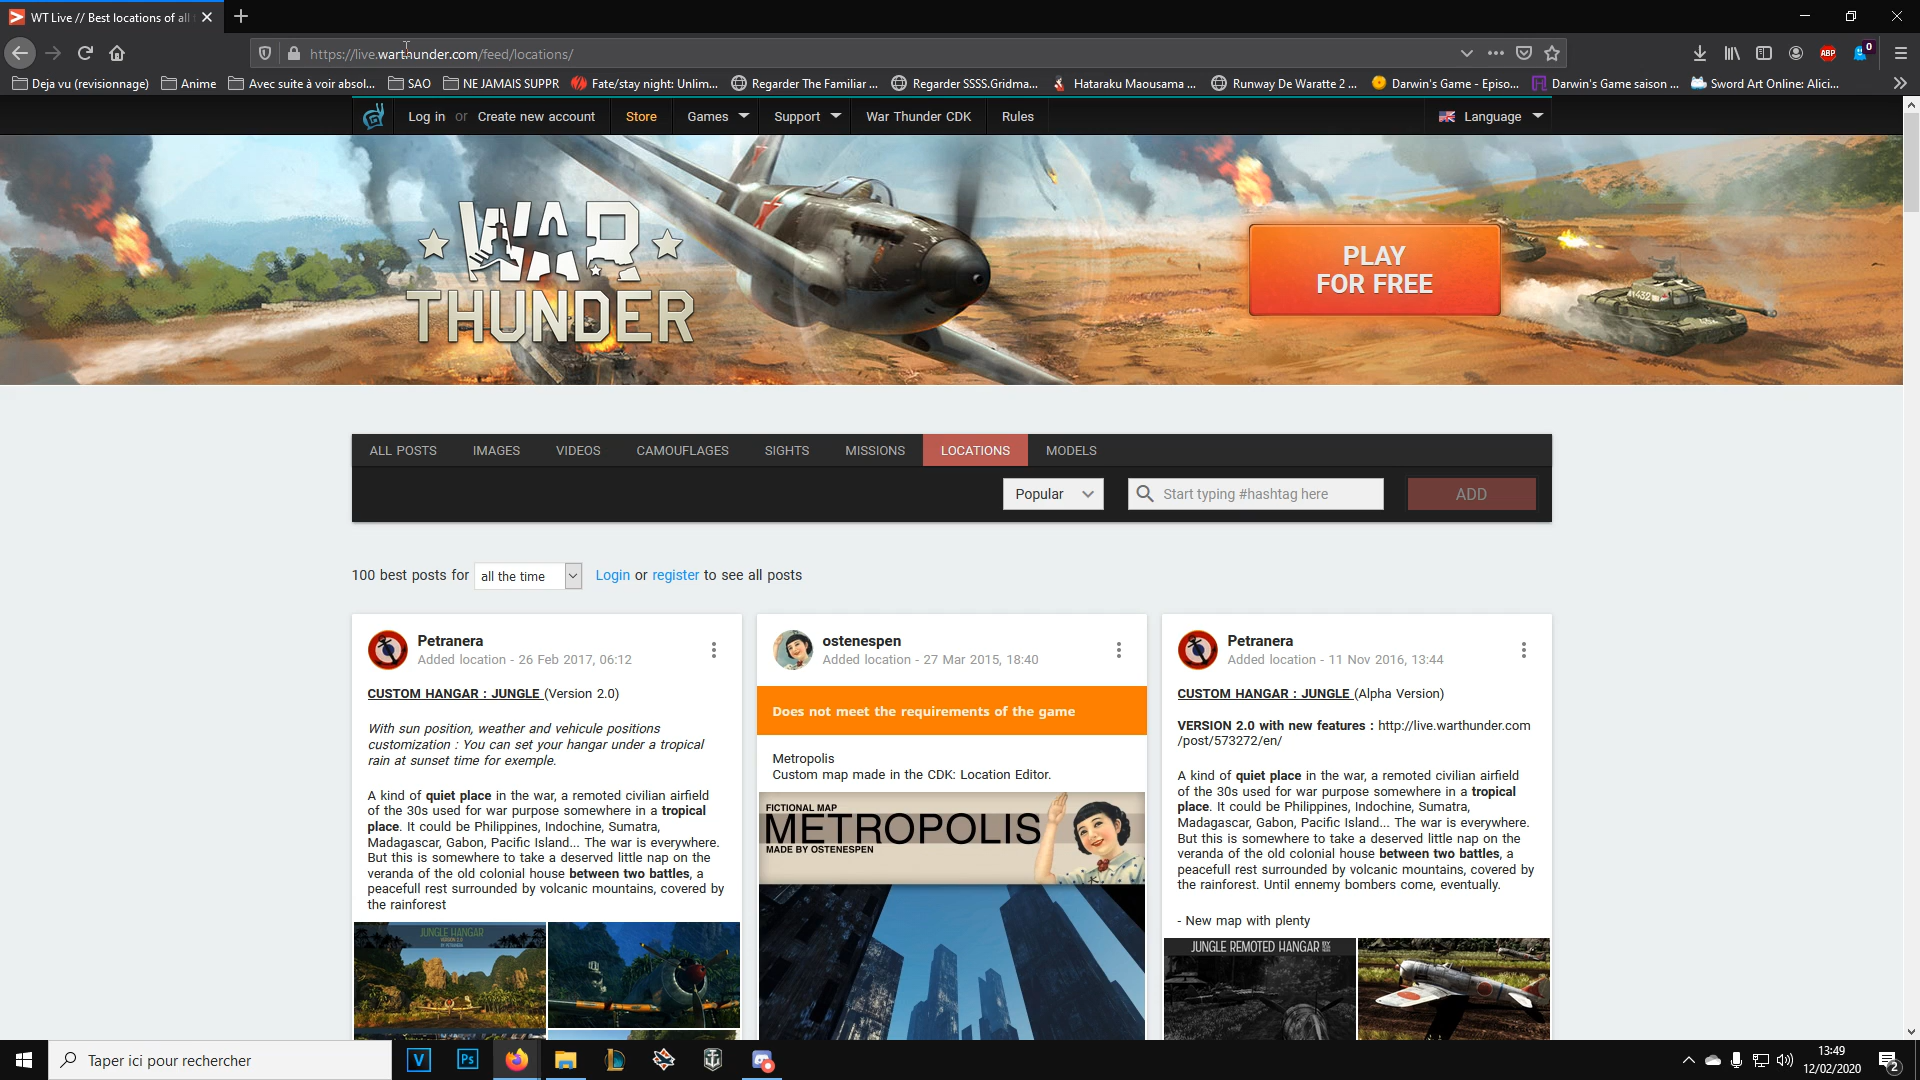 WT Live // Best locations of all
https://live.warthunder.com/feed/locations/
0
Deja vu (revisionnage)
Anime
Avec suite à voir absol...
SAO
NE JAMAIS SUPPR
Fate/stay night: Unlim...
Regarder The Familiar ...
Regarder SSSS.Gridma...
Hataraku Maousama ...
Runway De Waratte 2 ...
Darwin's Game - Episo...
Darwin's Game saison ...
Sword Art Online: Alici...
Log in or Create new account
Store
Games
Support
War Thunder CDK
Rules
Language
WAR
THUNDER
PLAY
FOR FREE
ALL POSTS
IMAGES
VIDEOS
CAMOUFLAGES
SIGHTS
MISSIONS
LOCATIONS
MODELS
Popular
Start typing #hashtag here
ADD
100 best posts for all the time Login or register to see all posts
Petranera
Added location - 26 Feb 2017, 06:12
CUSTOM HANGAR : JUNGLE (Version 2.0)
With sun position, weather and vehicule positions
customization : You can set your hangar under a tropical
rain at sunset time for exemple.
A kind of quiet place in the war, a remoted civilian airfield
of the 30s used for war purpose somewhere in a tropical
place. It could be Philippines, Indochine, Sumatra,
Madagascar, Gabon, Pacific Island... The war is everywhere.
But this is somewhere to take a deserved little nap on the
veranda of the old colonial house between two battles, a
peacefull rest surrounded by volcanic mountains, covered by
the rainforest
JUNGLE HANGAR
VERSION 2.0
BY PETRANERA
ostenespen
Added location - 27 Mar 2015, 18:40
Does not meet the requirements of the game
Metropolis
Custom map made in the CDK: Location Editor.
FICTIONAL MAP
METROPOLIS
MADE BY OSTENESPEN
Petranera
Added location - 11 Nov 2016, 13:44
CUSTOM HANGAR : JUNGLE (Alpha Version)
VERSION 2.0 with new features : http://live.warthunder.com
/post/573272/en/
A kind of quiet place in the war, a remoted civilian airfield
of the 30s used for war purpose somewhere in a tropical
place. It could be Philippines, Indochine, Sumatra,
Madagascar, Gabon, Pacific Island... The war is everywhere.
But this is somewhere to take a deserved little nap on the
veranda of the old colonial house between two battles, a
peacefull rest surrounded by volcanic mountains, covered by
the rainforest. Until ennemy bombers come, eventually.
- New map with plenty
JUNGLE REMOTED HANGAR
Taper ici pour rechercher
V
Ps
13:49
12/02/2020
2